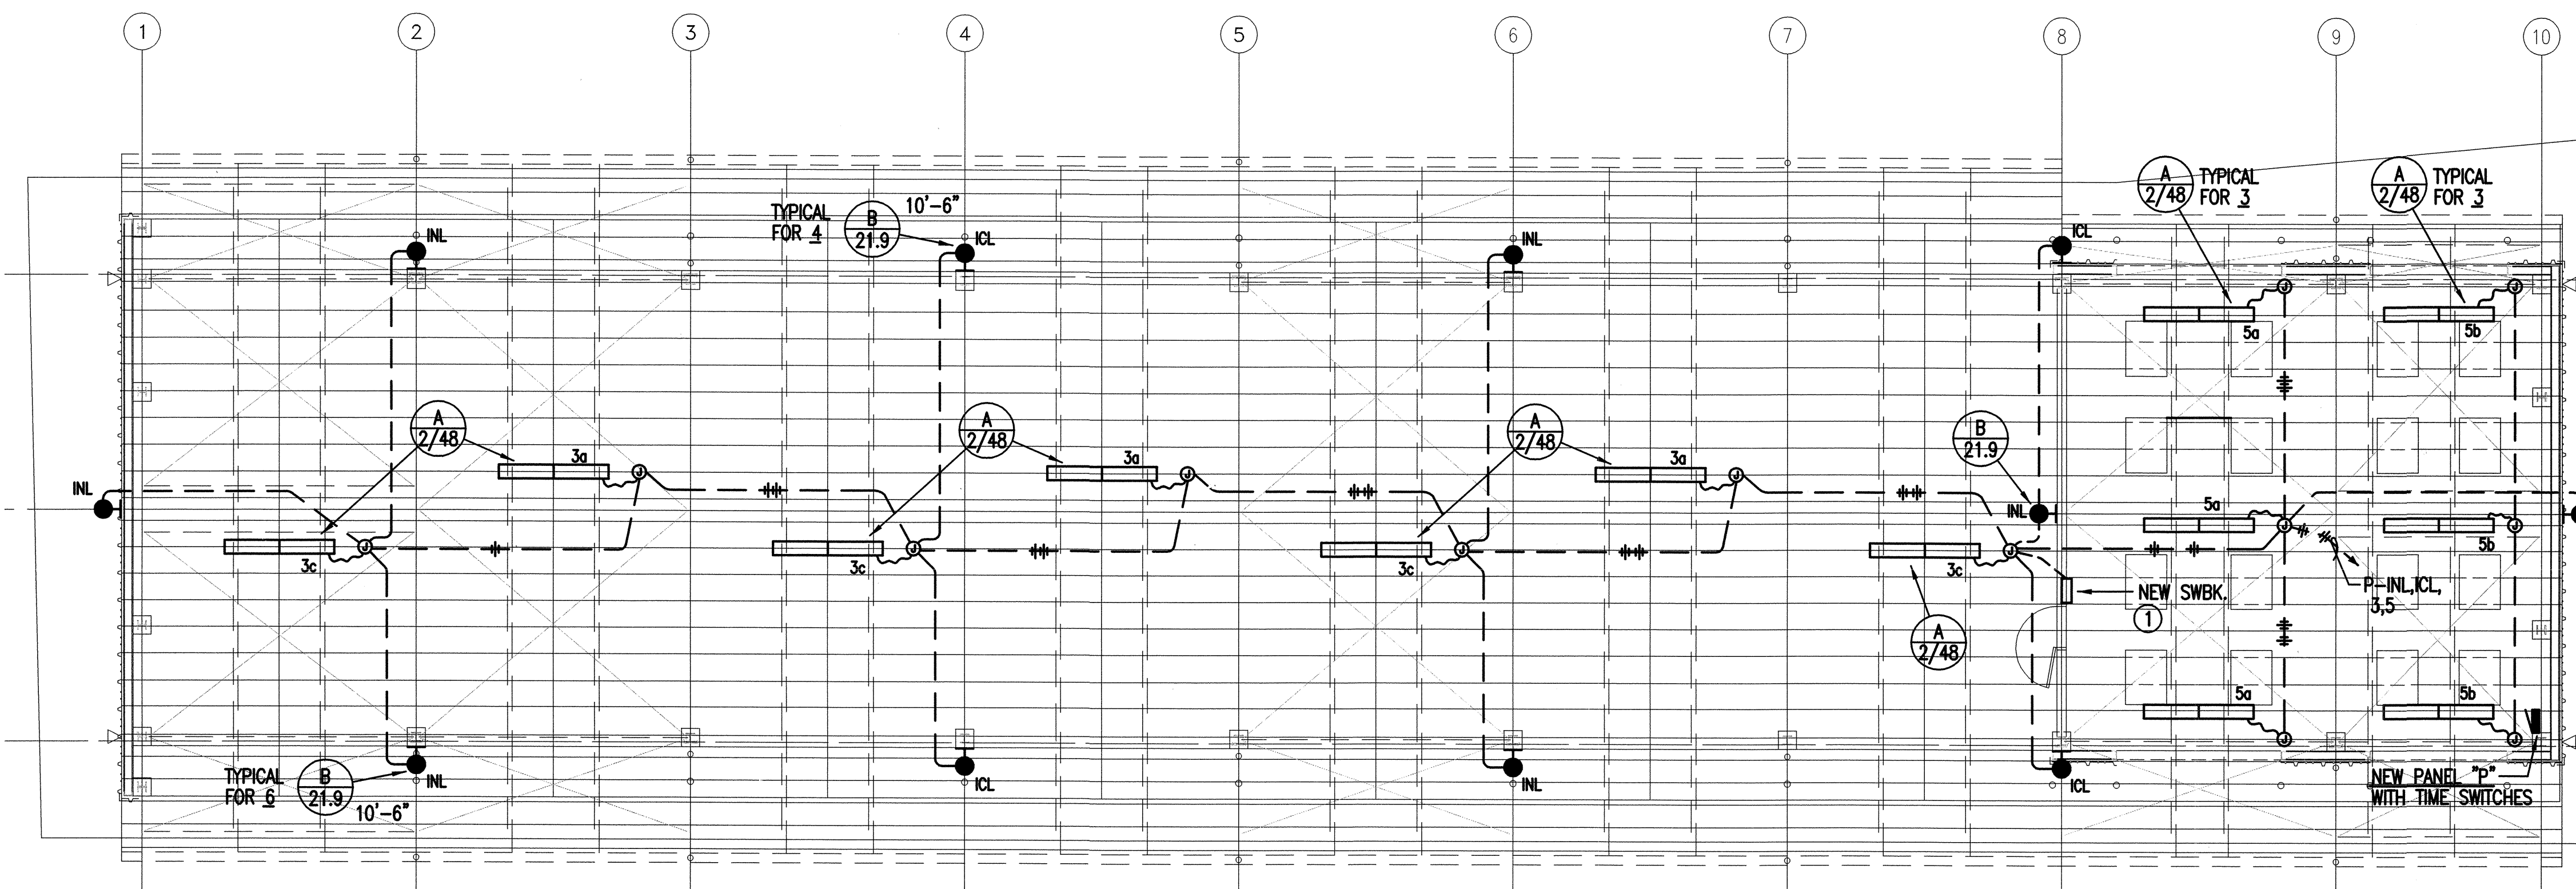 1
2
3
4
5
6
7
8
9
10
A
2/48
TYPICAL
FOR 3
A
2/48
TYPICAL
FOR 3
TYPICAL
FOR 4
B
21.9
10'-6"
INL
ICL
INL
ICL
5a
5b
A
2/48
3a
A
2/48
3a
A
2/48
3a
B
21.9
INL
INL
5a
5b
3c
3c
3c
3c
P-INL,ICL,
3,5
NEW SWBK.
1
A
2/48
5a
5b
TYPICAL
FOR 6
B
21.9
10'-6"
INL
ICL
INL
ICL
NEW PANEL "P"
WITH TIME SWITCHES
J
J
J
J
J
J
J
J
J
J
J
J
J